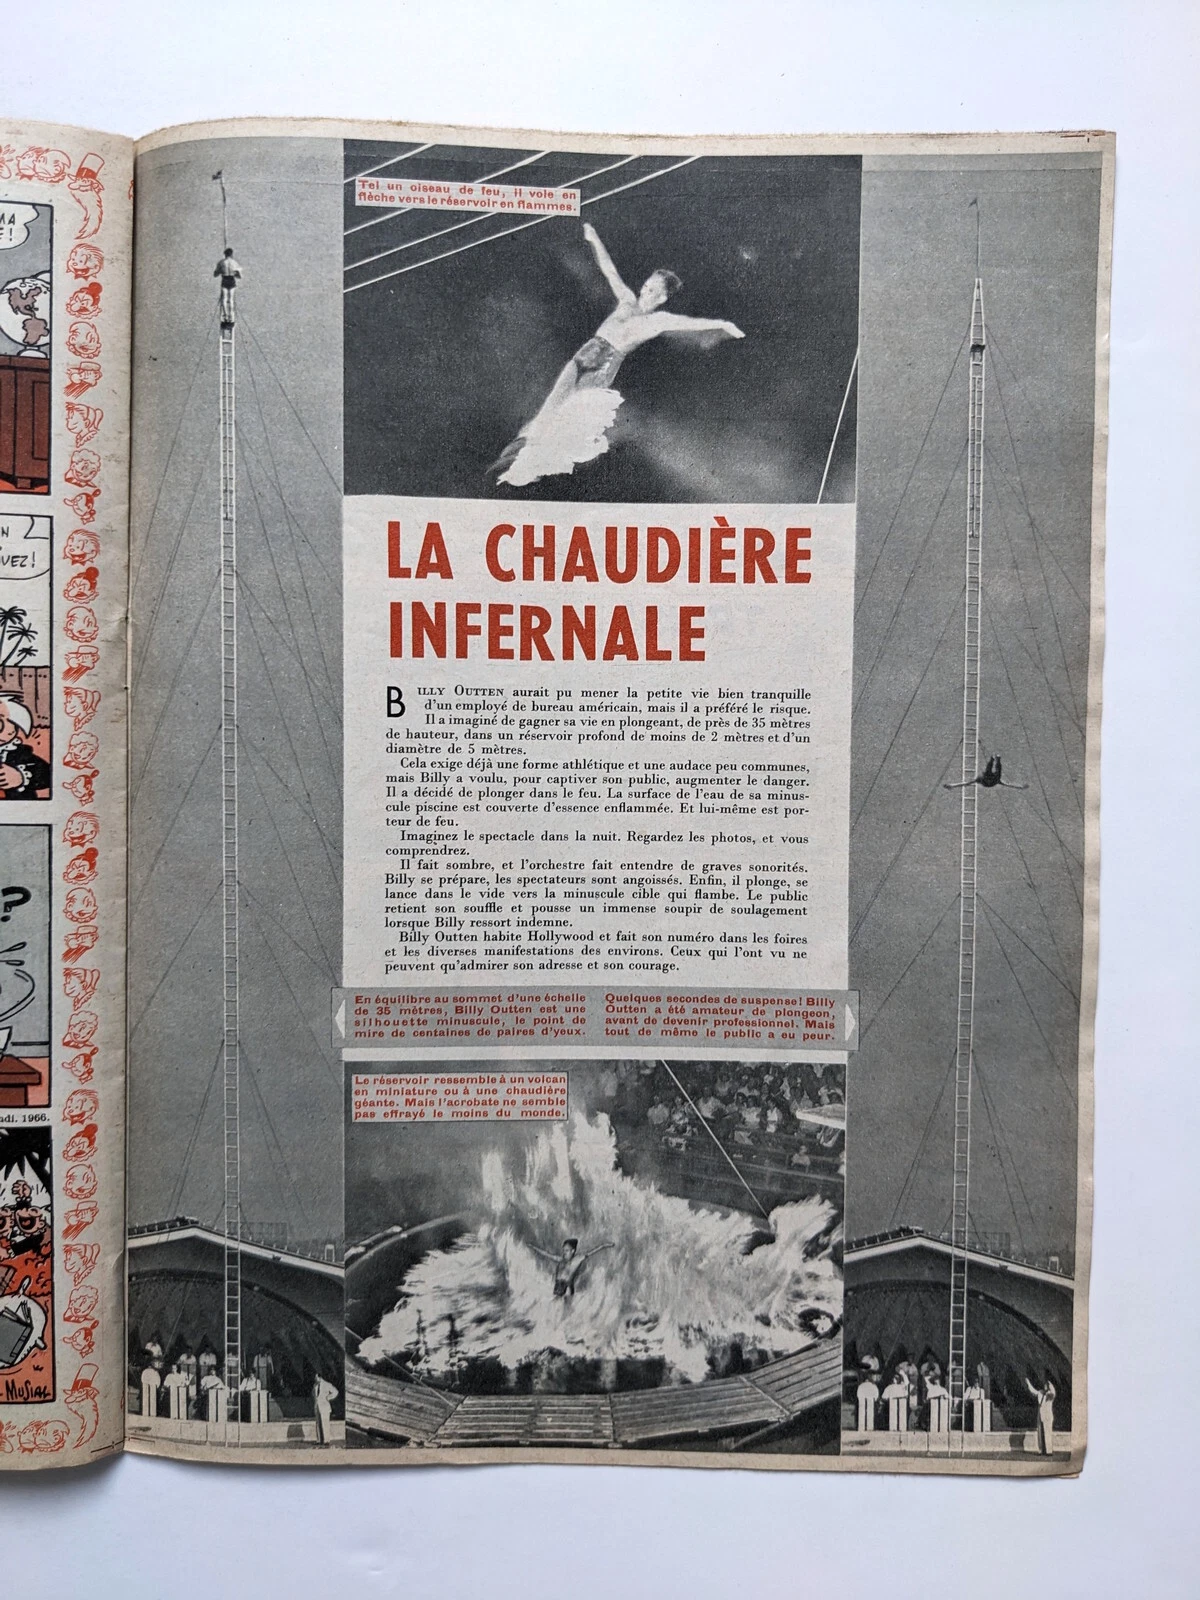 !
UEZ!
?
adi. 1966.
MUSIAL
Tel un oiseau de feu, il vole en
flèche vers le réservoir en flammes.
LA CHAUDIÈRE
INFERNALE
BILLY OUTTEN aurait pu mener la petite vie bien tranquille
d'un employé de bureau américain, mais il a préféré le risque.
Il a imaginé de gagner sa vie en plongeant, de près de 35 mètres
de hauteur, dans un réservoir profond de moins de 2 mètres et d'un
diamètre de 5 mètres.
Cela exige déjà une forme athlétique et une audace peu communes,
mais Billy a voulu, pour captiver son public, augmenter le danger.
Il a décidé de plonger dans le feu. La surface de l'eau de sa minus-
cule piscine est couverte d'essence enflammée. Et lui-même est por-
teur de feu.
Imaginez le spectacle dans la nuit. Regardez les photos, et vous
comprendrez.
Il fait sombre, et l'orchestre fait entendre de graves sonorités.
Billy se prépare, les spectateurs sont angoissés. Enfin, il plonge, se
lance dans le vide vers la minuscule cible qui flambe. Le public
retient son souffle et pousse un immense soupir de soulagement
lorsque Billy ressort indemne.
Billy Outten habite Hollywood et fait son numéro dans les foires
et les diverses manifestations des environs. Ceux qui l'ont vu ne
peuvent qu'admirer son adresse et son courage.
En équilibre au sommet d'une échelle
de 35 mètres, Billy Outten est une
silhouette minuscule, le point de
mire de centaines de paires d'yeux.
Quelques secondes de suspense! Billy
Outten a été amateur de plongeon,
avant de devenir professionnel. Mais
tout de même le public a eu peur.
Le réservoir ressemble à un volcan
en miniature ou à une chaudière
géante. Mais l'acrobate ne semble
pas effrayé le moins du monde.